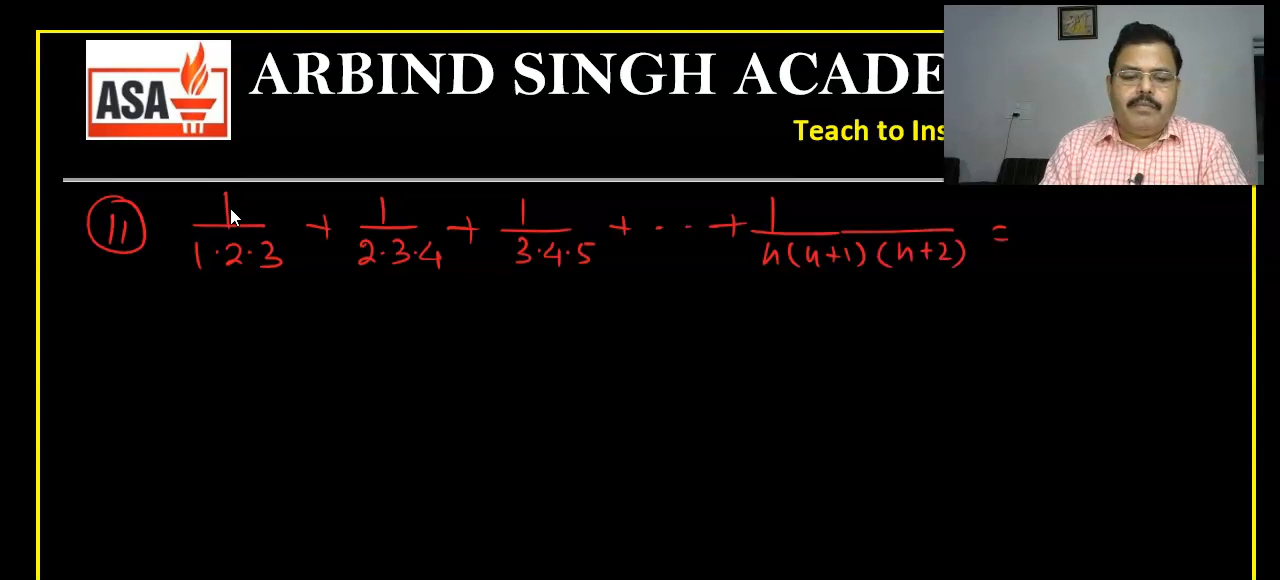 ASA
ARBIND SINGH ACADE
Teach to Ins
11 1/1·2·3 + 1/2·3·4 + 1/3·4·5 + ... + 1/n(n+1)(n+2) =